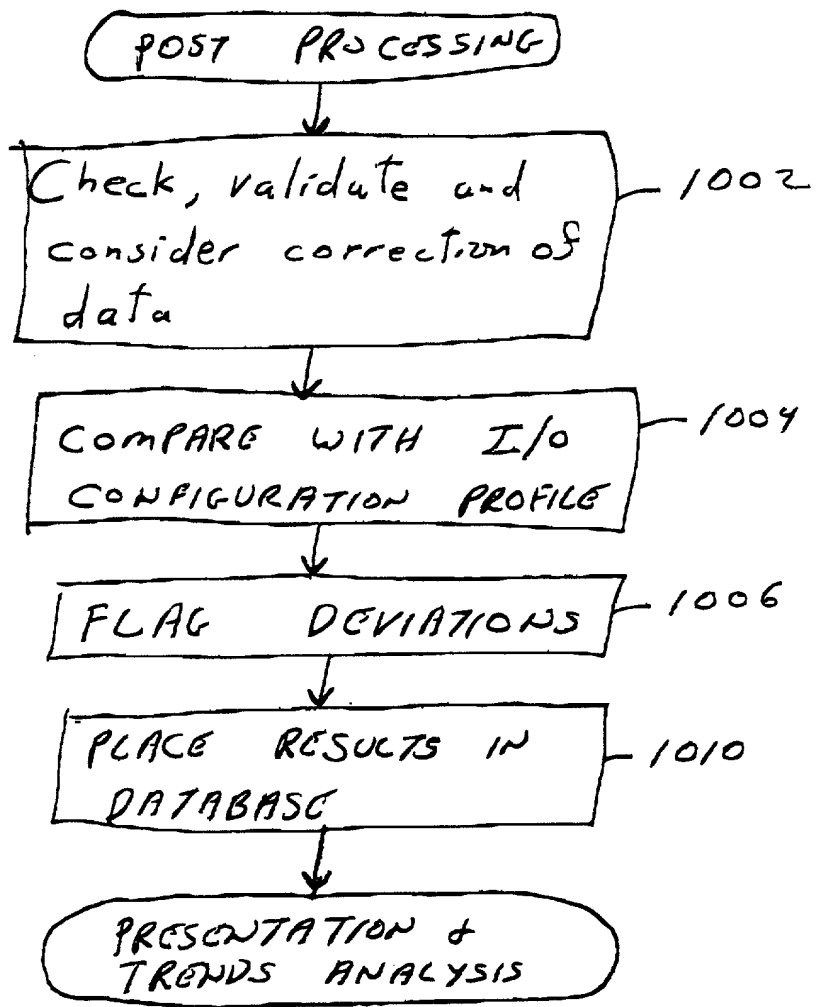 POST PROCESSING
Check, validate and
consider correction of
data
1002
COMPARE WITH I/O
CONFIGURATION PROFILE
1004
FLAG DEVIATIONS
1006
PLACE RESULTS IN
DATABASE
1010
PRESENTATION &
TRENDS ANALYSIS